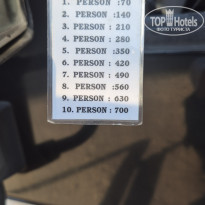 1. PERSON :70
2. PERSON :140
3. PERSON : 210
4. PERSON : 280
5. PERSON :350
6. PERSON : 420
7. PERSON : 490
8. PERSON :560
9. PERSON : 630
10. PERSON : 700
TOP Hotels
ФОТО ТУРИСТА